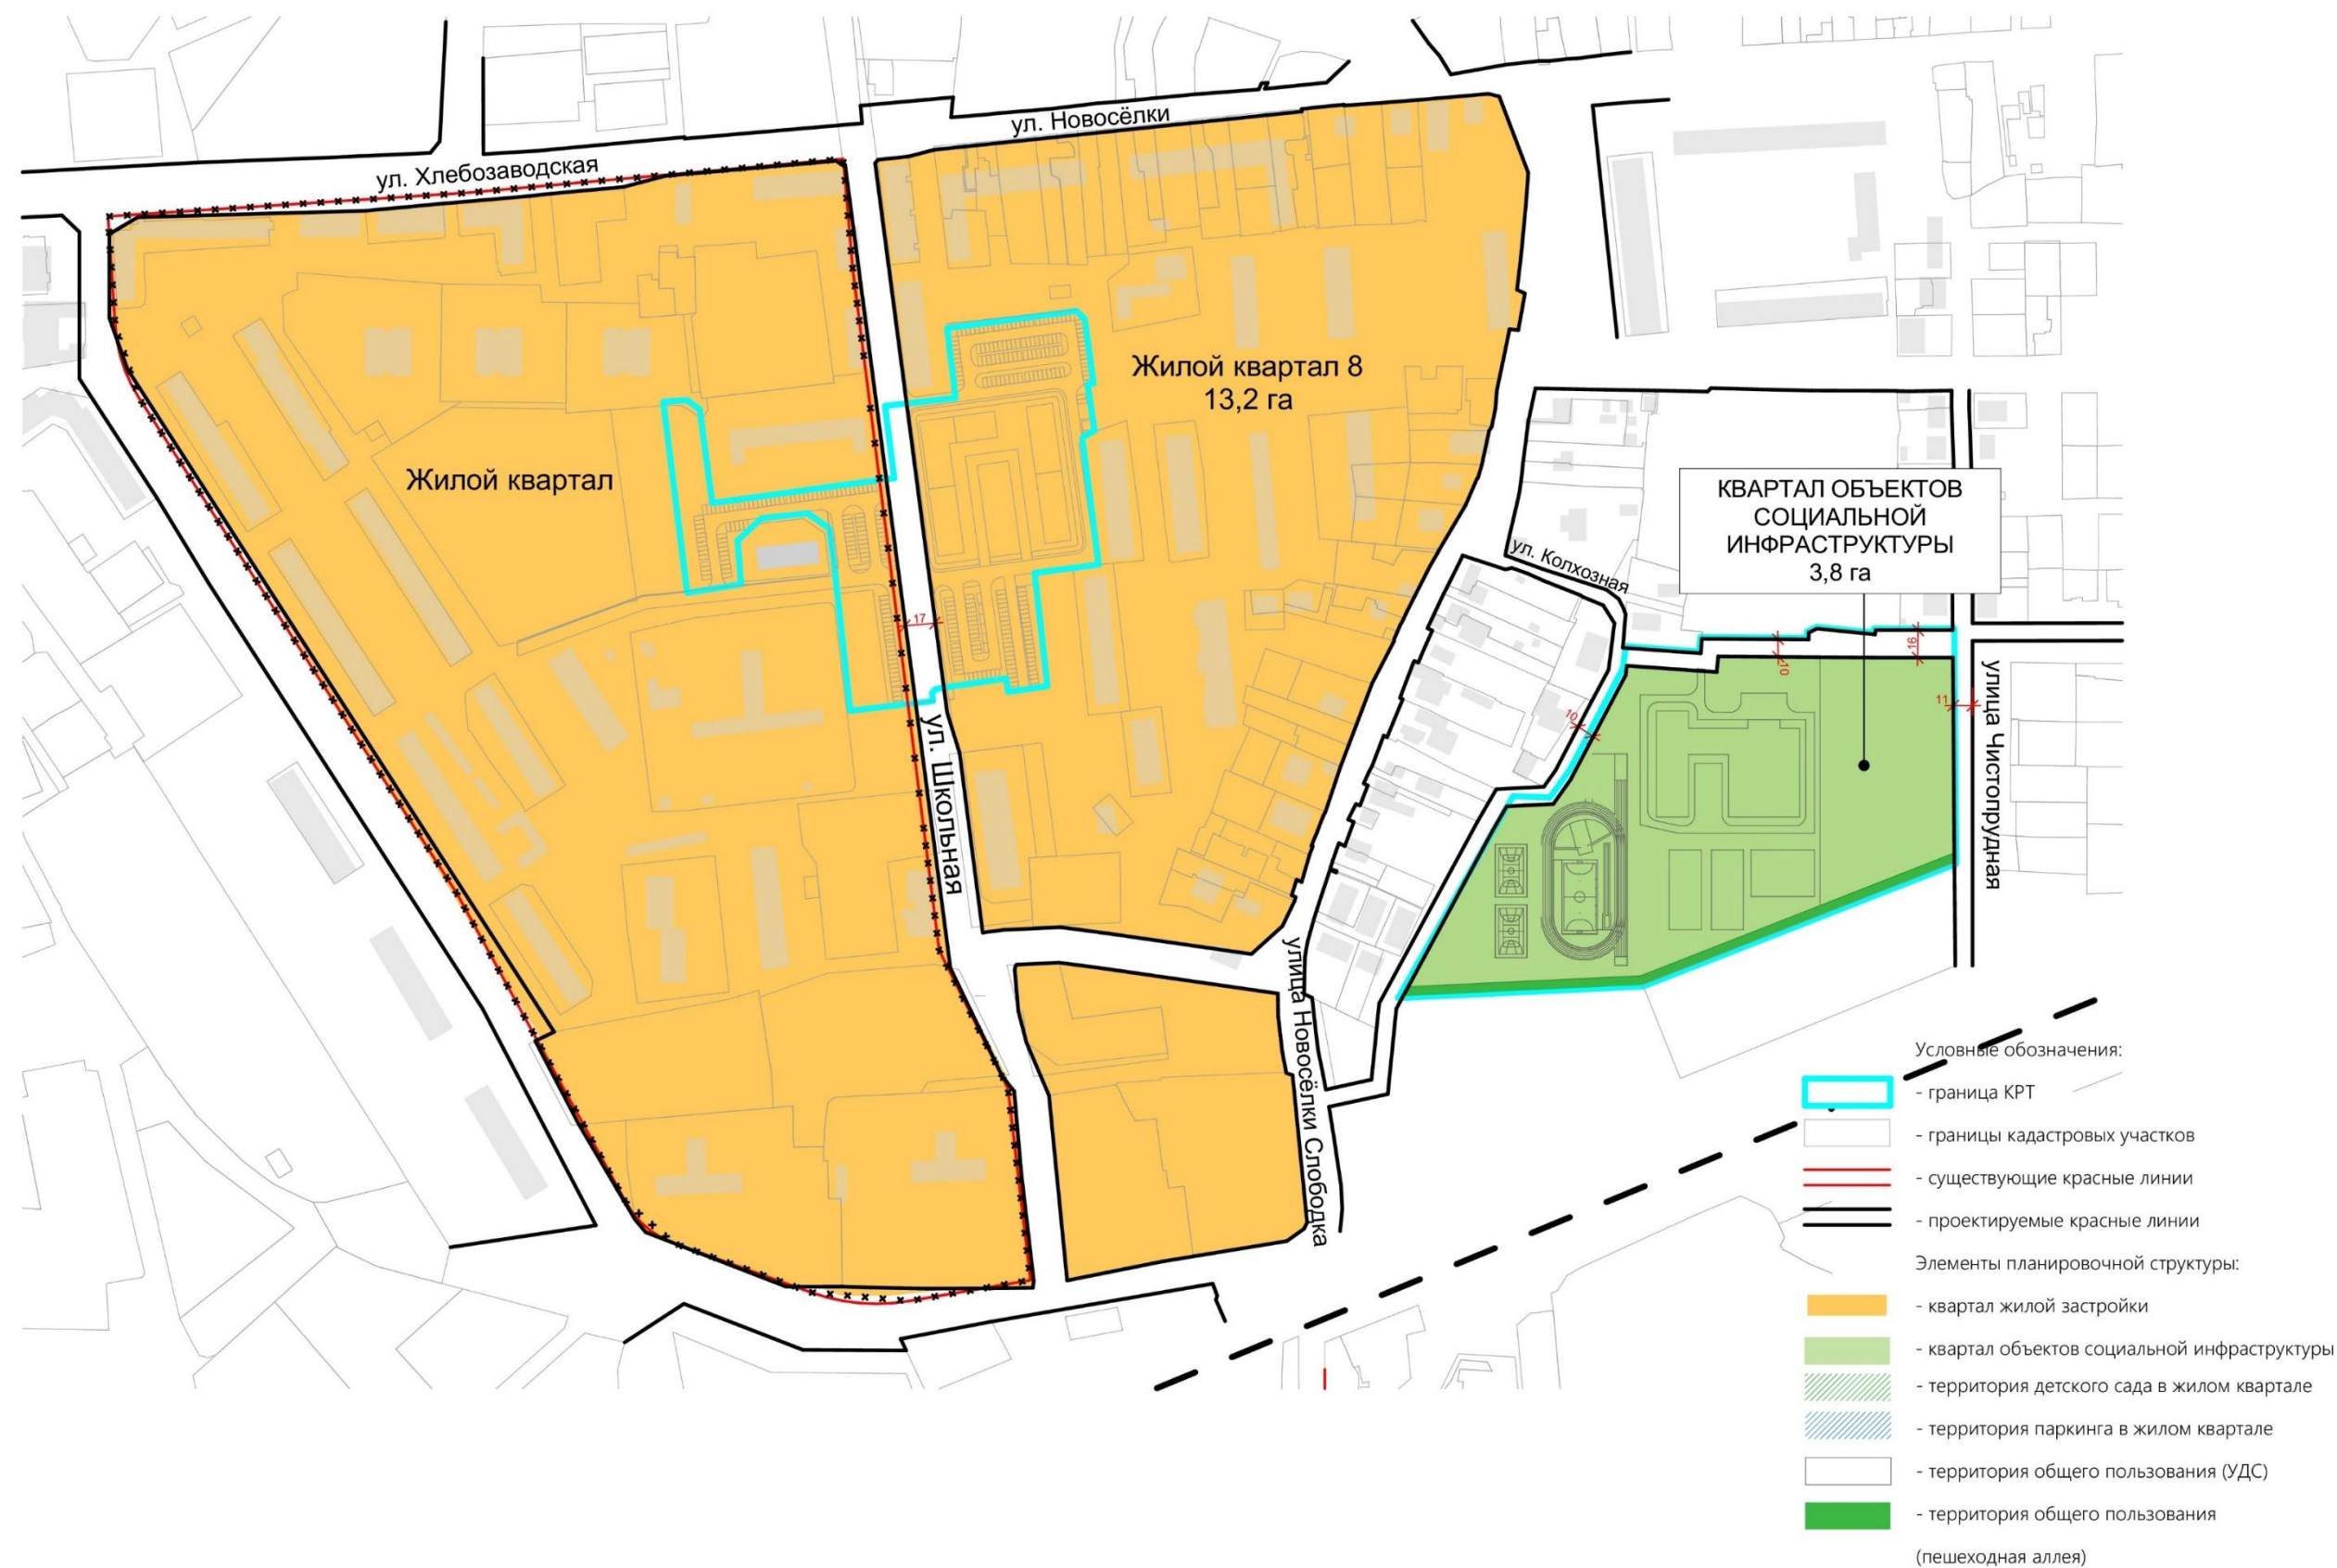 ул. Новосёлки
ул. Хлебозаводская
Жилой квартал 8
13,2 га
Жилой квартал
КВАРТАЛ ОБЪЕКТОВ
СОЦИАЛЬНОЙ
ИНФРАСТРУКТУРЫ
3,8 га
ул. Колхозная
17
10
16
11
10
ул. Школьная
улица Чистопрудная
улица Новосёлки Слободка
Условные обозначения:
- граница КРТ
- границы кадастровых участков
- существующие красные линии
- проектируемые красные линии
Элементы планировочной структуры:
- квартал жилой застройки
- квартал объектов социальной инфраструктуры
- территория детского сада в жилом квартале
- территория паркинга в жилом квартале
- территория общего пользования (УДС)
- территория общего пользования
(пешеходная аллея)